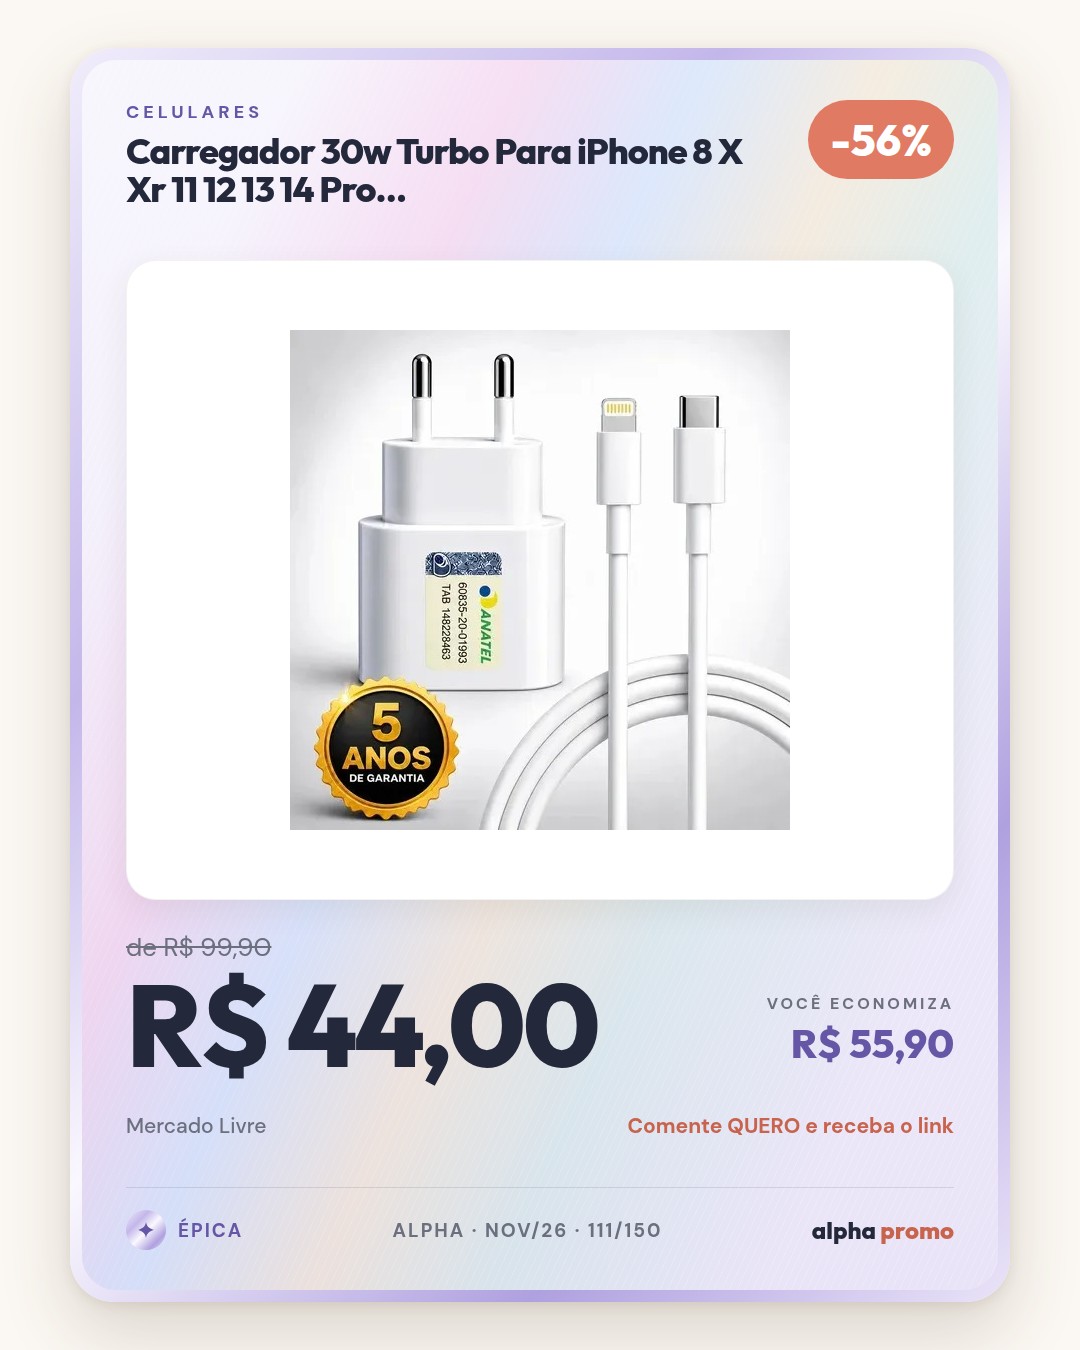 CELULARES
Carregador 30w Turbo Para iPhone 8 X
Xr 11 12 13 14 Pro...
-56%
ANATEL
60835-20-01993
TAB 148228463
5
ANOS
DE GARANTIA
de R$ 99,90
R$ 44,00
VOCÊ ECONOMIZA
R$ 55,90
Mercado Livre
Comente QUERO e receba o link
ÉPICA
ALPHA · NOV/26 · 111/150
alpha promo